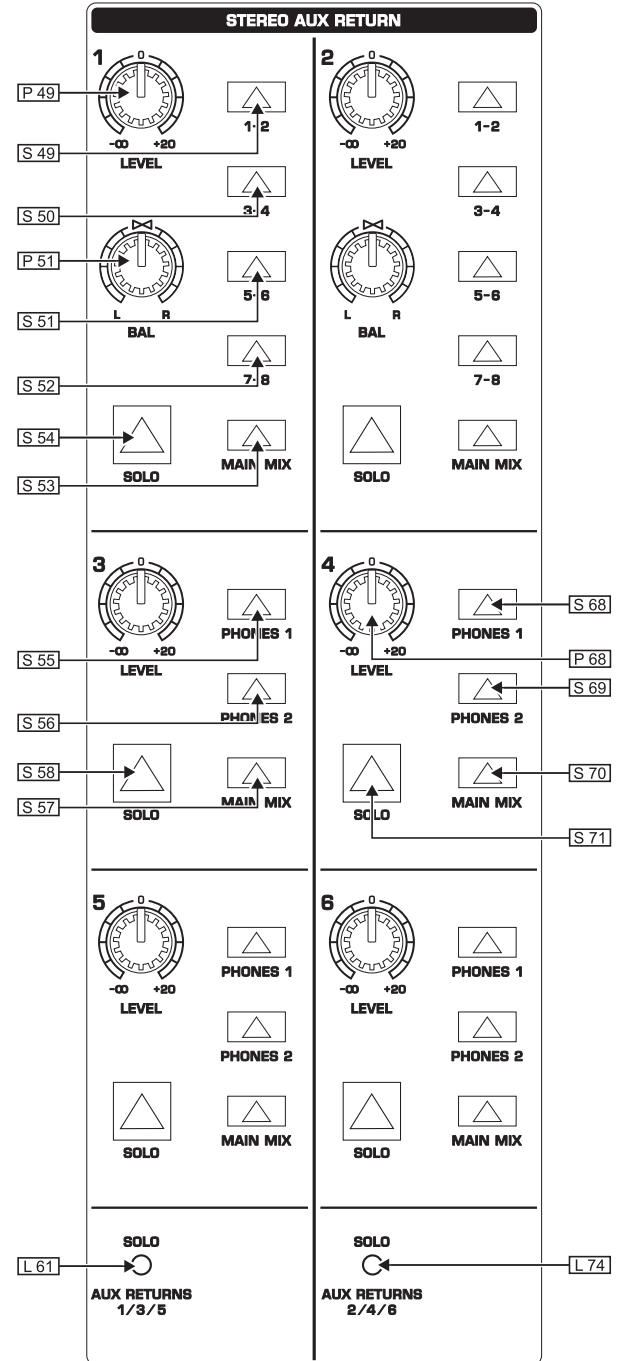 STEREO AUX RETURN
1
0
P 49
-∞ +20
LEVEL
1-2
S 49
3-4
S 50
P 51
L R
BAL
5-6
S 51
7-8
S 52
S 54
SOLO
MAIN MIX
S 53
2
0
-∞ +20
LEVEL
1-2
3-4
L R
BAL
5-6
7-8
SOLO
MAIN MIX
3
0
-∞ +20
LEVEL
PHONES 1
S 55
PHONES 2
S 56
S 58
SOLO
MAIN MIX
S 57
4
0
-∞ +20
LEVEL
PHONES 1
S 68
P 68
S 69
PHONES 2
S 70
SOLO
MAIN MIX
S 71
5
0
-∞ +20
LEVEL
PHONES 1
PHONES 2
SOLO
MAIN MIX
6
0
-∞ +20
LEVEL
PHONES 1
PHONES 2
SOLO
MAIN MIX
SOLO
L 61
AUX RETURNS
1/3/5
SOLO
L 74
AUX RETURNS
2/4/6